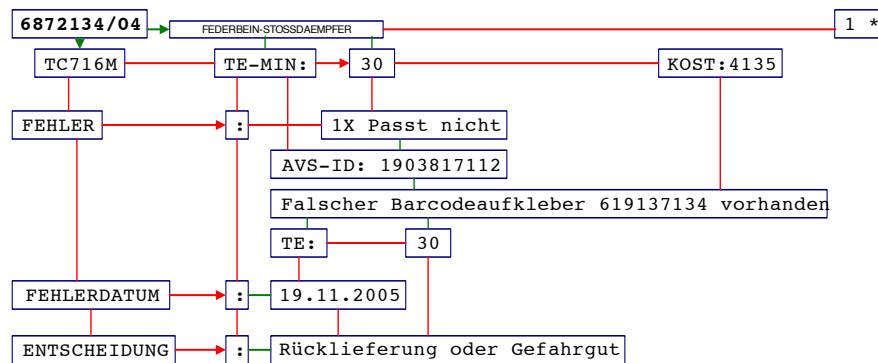 6872134/04 FEDERBEIN-STOSSDAEMPFER 1 *
TC716M TE-MIN: 30 KOST:4135
FEHLER : 1X Passt nicht
AVS-ID: 1903817112
Falscher Barcodeaufkleber 619137134 vorhanden
TE: 30
FEHLERDATUM : 19.11.2005
ENTSCHEIDUNG : Rücklieferung oder Gefahrgut